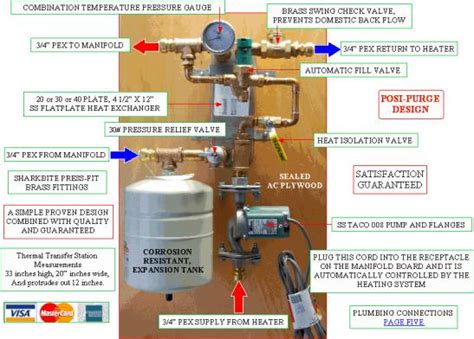 COMBINATION TEMPERATURE PRESSURE GAUGE
BRASS SWING CHECK VALVE,
PREVENTS DOMESTIC BACK FLOW
3/4" PEX TO MANIFOLD
3/4" PEX RETURN TO HEATER
AUTOMATIC FILL VALVE
20 or 30 or 40 PLATE, 4 1/2" X 12"
SS FLATPLATE HEAT EXCHANGER
POSI-PURGE
DESIGN
30# PRESSURE RELIEF VALVE
HEAT ISOLATION VALVE
3/4" PEX FROM MANIFOLD
SEALED
AC PLYWOOD
SATISFACTION
GUARANTEED
SHARKBITE PRESS-FIT
BRASS FITTINGS
A SIMPLE PROVEN DESIGN
COMBINED WITH QUALITY
AND GUARANTEED
SS TACO 008 PUMP AND FLANGES
CORROSION
RESISTANT,
EXPANSION TANK
Thermal Transfer Station
Measurements
33 inches high, 20" inches wide,
And protrudes out 12 inches.
PLUG THIS CORD INTO THE RECEPTACLE
ON THE MANIFOLD BOARD AND IT IS
AUTOMATICALLY CONTROLLED BY THE
HEATING SYSTEM
VISA
MasterCard
3/4" PEX SUPPLY FROM HEATER
PLUMBING CONNECTIONS
PAGE FIVE